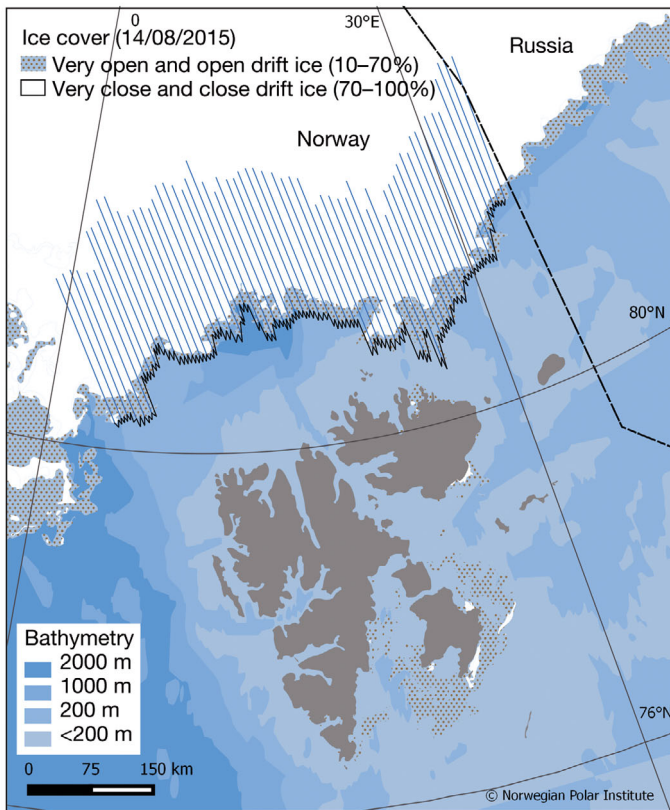 0
30°E
Ice cover (14/08/2015)
Very open and open drift ice (10–70%)
Very close and close drift ice (70–100%)
Russia
Norway
80°N
76°N
Bathymetry
2000 m
1000 m
200 m
<200 m
0 75 150 km
© Norwegian Polar Institute